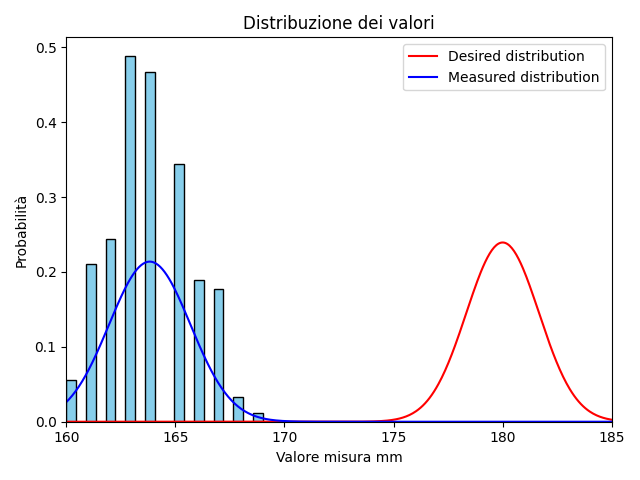 Distribuzione dei valori
Desired distribution
Measured distribution
Probabilità
0.5
0.4
0.3
0.2
0.1
0.0
160 165 170 175 180 185
Valore misura mm